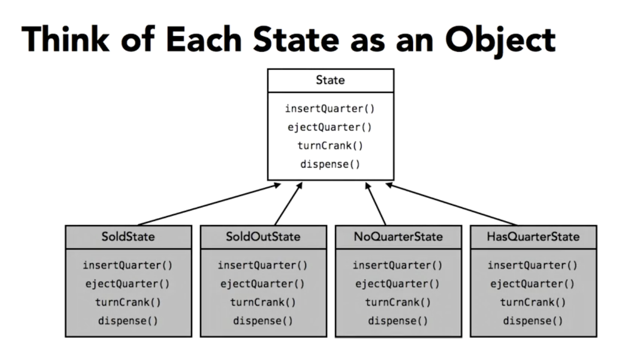 Think of Each State as an Object
State
insertQuarter()
ejectQuarter()
turnCrank()
dispense()
SoldState
insertQuarter()
ejectQuarter()
turnCrank()
dispense()
SoldOutState
insertQuarter()
ejectQuarter()
turnCrank()
dispense()
NoQuarterState
insertQuarter()
ejectQuarter()
turnCrank()
dispense()
HasQuarterState
insertQuarter()
ejectQuarter()
turnCrank()
dispense()